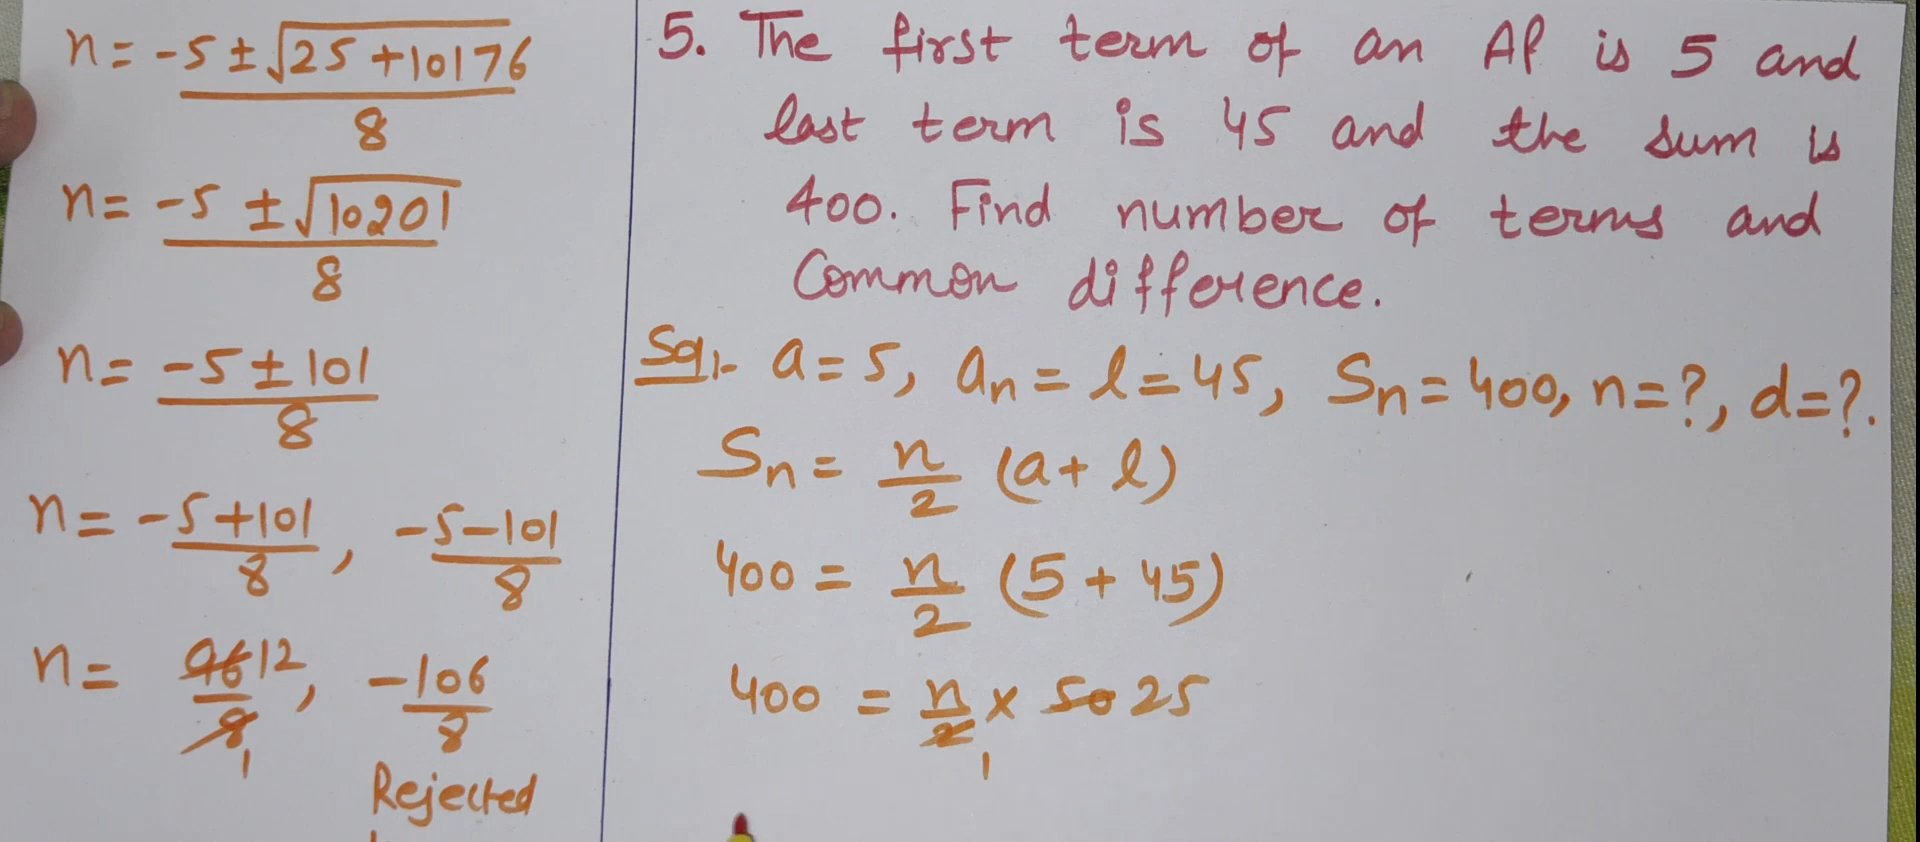 n = -5 ± √25 + 10176
8
n = -5 ± √10201
8
n = -5 ± 101
8
n = -5 + 101 , -5 - 101
8 8
n = 96 12 , -106
8 1 8
Rejected
5. The first term of an AP is 5 and
last term is 45 and the sum is
400. Find number of terms and
Common difference.
Sol:- a = 5, an = l = 45, Sn = 400, n = ?, d = ?.
Sn = n/2 (a + l)
400 = n/2 (5 + 45)
400 = n/2 × 50 25
1